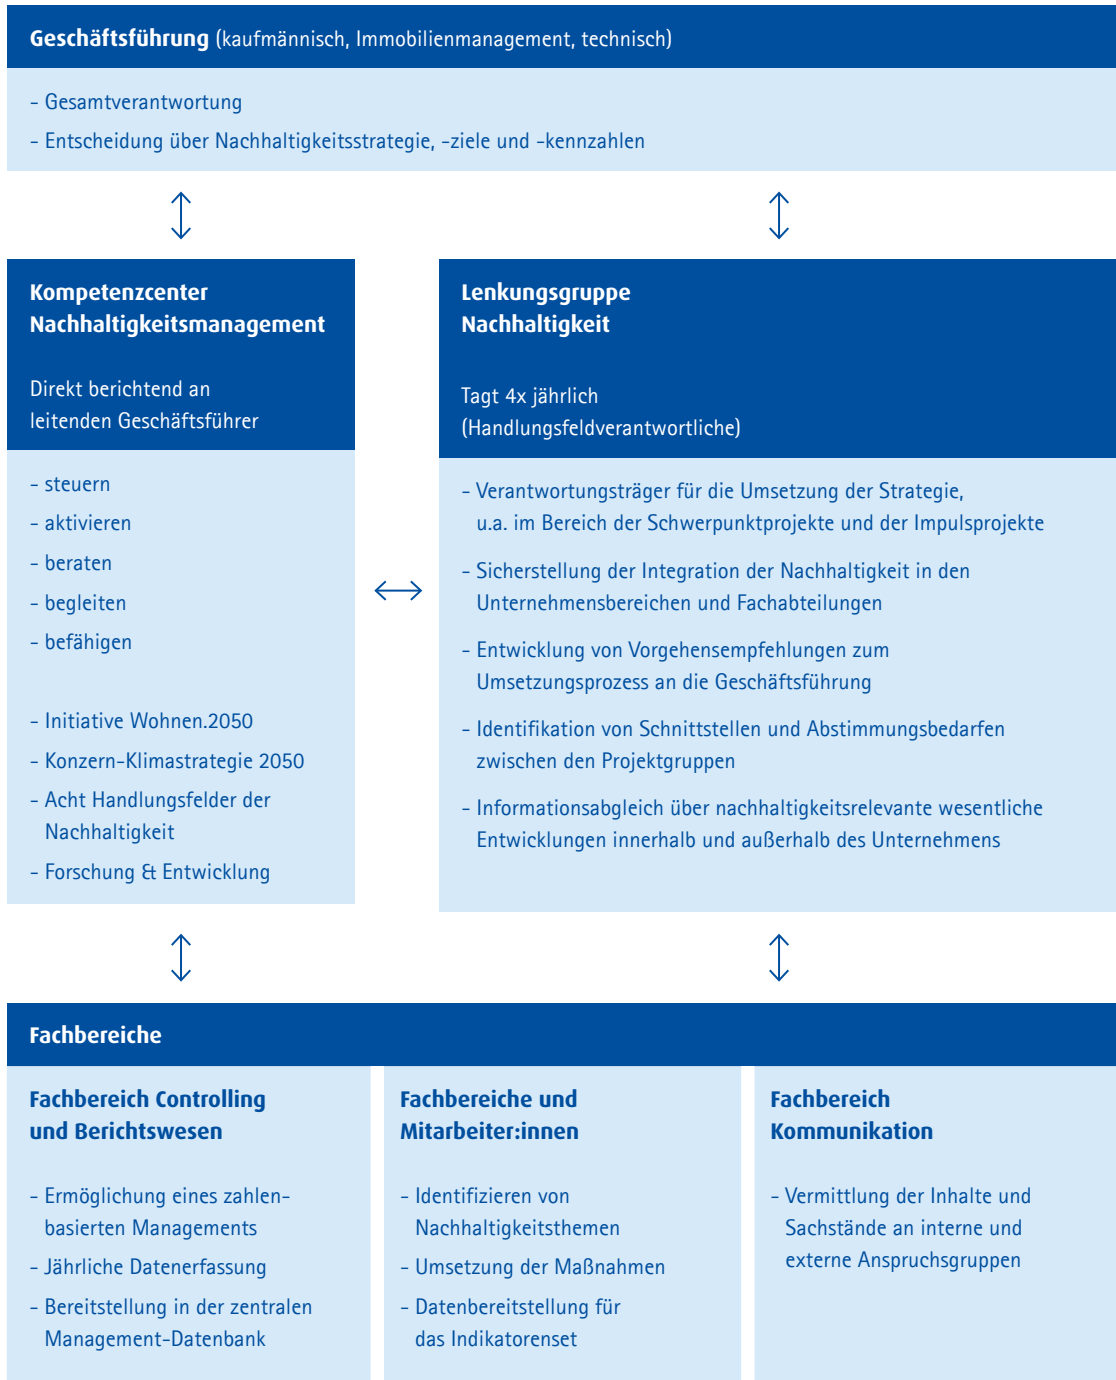 Geschäftsführung (kaufmännisch, Immobilienmanagement, technisch)
- Gesamtverantwortung
- Entscheidung über Nachhaltigkeitsstrategie, -ziele und -kennzahlen
Kompetenzcenter
Nachhaltigkeitsmanagement
Direkt berichtend an
leitenden Geschäftsführer
- steuern
- aktivieren
- beraten
- begleiten
- befähigen
- Initiative Wohnen.2050
- Konzern-Klimastrategie 2050
- Acht Handlungsfelder der
Nachhaltigkeit
- Forschung & Entwicklung
Lenkungsgruppe
Nachhaltigkeit
Tagt 4x jährlich
(Handlungsfeldverantwortliche)
- Verantwortungsträger für die Umsetzung der Strategie,
u.a. im Bereich der Schwerpunktprojekte und der Impulsprojekte
- Sicherstellung der Integration der Nachhaltigkeit in den
Unternehmensbereichen und Fachabteilungen
- Entwicklung von Vorgehensempfehlungen zum
Umsetzungsprozess an die Geschäftsführung
- Identifikation von Schnittstellen und Abstimmungsbedarfen
zwischen den Projektgruppen
- Informationsabgleich über nachhaltigkeitsrelevante wesentliche
Entwicklungen innerhalb und außerhalb des Unternehmens
Fachbereiche
Fachbereich Controlling
und Berichtswesen
- Ermöglichung eines zahlen-
basierten Managements
- Jährliche Datenerfassung
- Bereitstellung in der zentralen
Management-Datenbank
Fachbereiche und
Mitarbeiter:innen
- Identifizieren von
Nachhaltigkeitsthemen
- Umsetzung der Maßnahmen
- Datenbereitstellung für
das Indikatorenset
Fachbereich
Kommunikation
- Vermittlung der Inhalte und
Sachstände an interne und
externe Anspruchsgruppen